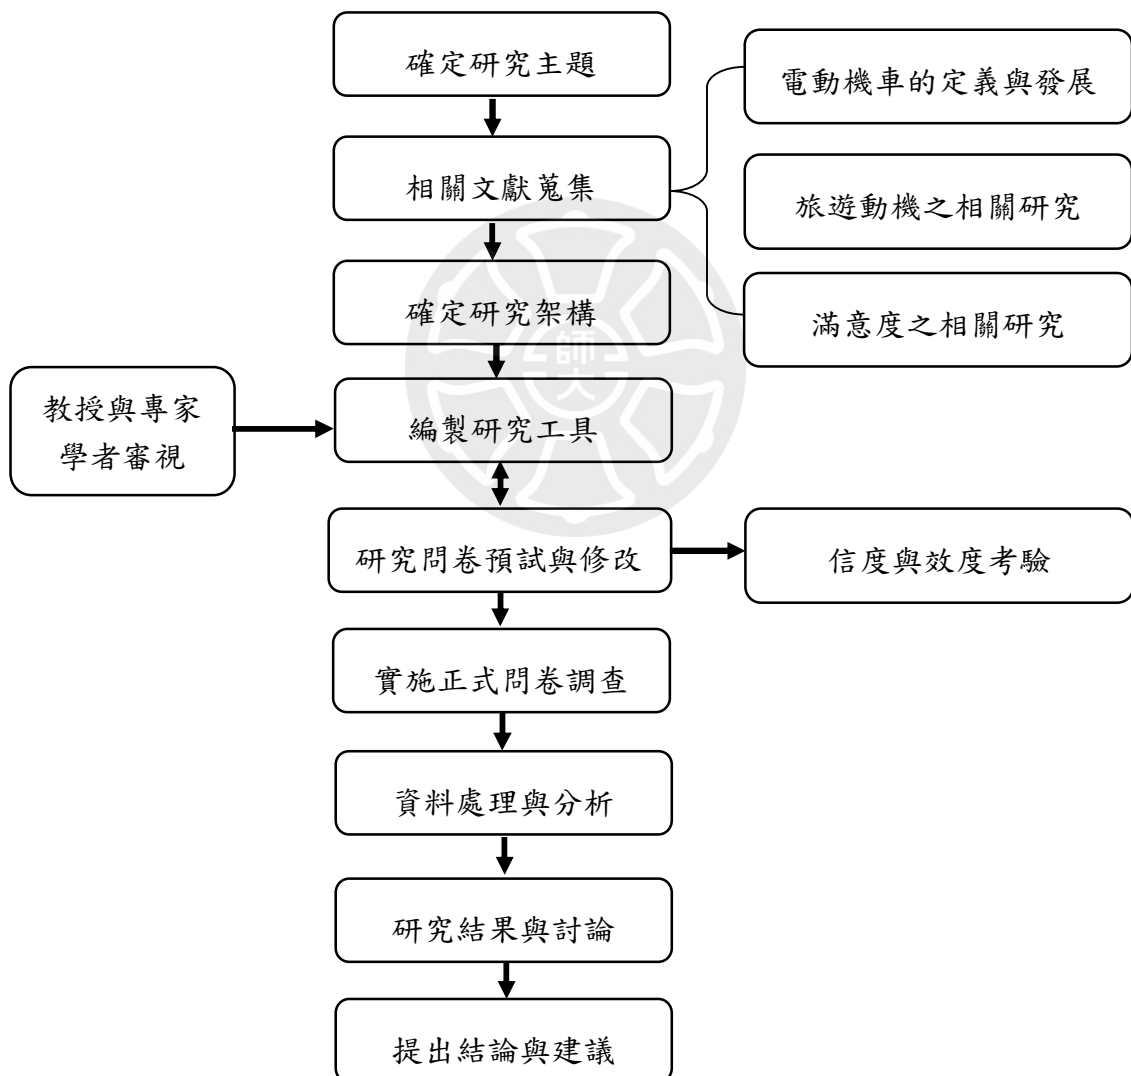 確定研究主題
電動機車的定義與發展
相關文獻蒐集
旅遊動機之相關研究
確定研究架構
滿意度之相關研究
師大
教授與專家
學者審視
編製研究工具
研究問卷預試與修改
信度與效度考驗
實施正式問卷調查
資料處理與分析
研究結果與討論
提出結論與建議